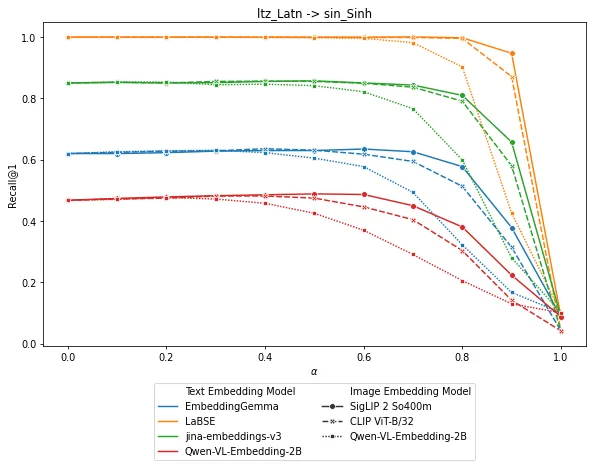 ltz_Latn -> sin_Sinh
1.0
0.8
0.6
0.4
0.2
0.0
Recall@1
0.0 0.2 0.4 0.6 0.8 1.0
α
Text Embedding Model
EmbeddingGemma
LaBSE
jina-embeddings-v3
Qwen-VL-Embedding-2B
Image Embedding Model
SigLIP 2 So400m
CLIP ViT-B/32
Qwen-VL-Embedding-2B